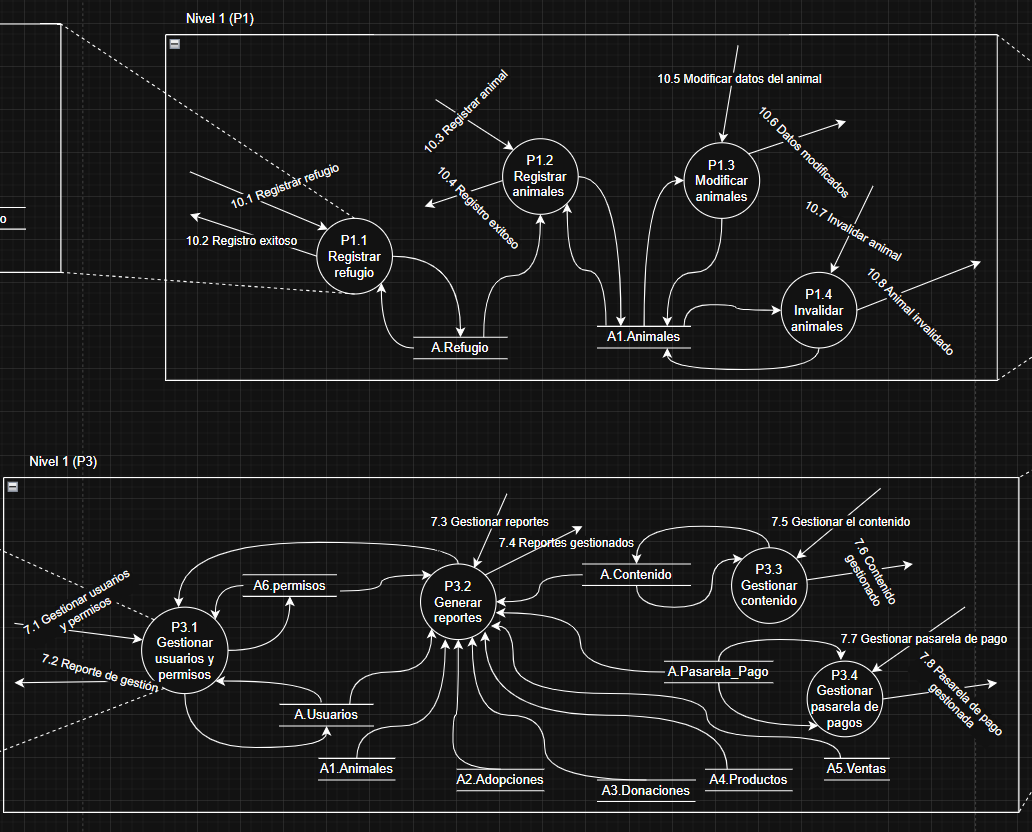 Nivel 1 (P1)
10.5 Modificar datos del animal
10.3 Registrar animal
10.6 Datos modificados
P1.2
Registrar
animales
P1.3
Modificar
animales
10.1 Registrar refugio
10.4 Registro exitoso
10.7 Invalidar animal
o
10.2 Registro exitoso
P1.1
Registrar
refugio
10.8 Animal invalidado
P1.4
Invalidar
animales
A.Refugio
A1.Animales
Nivel 1 (P3)
7.3 Gestionar reportes
7.4 Reportes gestionados
7.5 Gestionar el contenido
7.6 Contenido
gestionado
A6.permisos
P3.2
Generar
reportes
A.Contenido
P3.3
Gestionar
contenido
7.1 Gestionar usuarios
y permisos
P3.1
Gestionar
usuarios y
permisos
7.7 Gestionar pasarela de pago
7.2 Reporte de gestión
A.Pasarela_Pago
P3.4
Gestionar
pasarela de
pagos
7.8 Pasarela de pago
gestionada
A.Usuarios
A1.Animales
A2.Adopciones
A3.Donaciones
A4.Productos
A5.Ventas